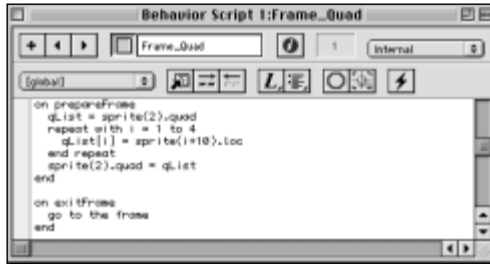 Behavior Script 1:Frame_Quad
Frame_Quad
1
Internal
[global]
L
on prepareFrame
qList = sprite(2).quad
repeat with i = 1 to 4
qList[i] = sprite(i+10).loc
end repeat
sprite(2).quad = qList
end
on exitFrame
go to the frame
end